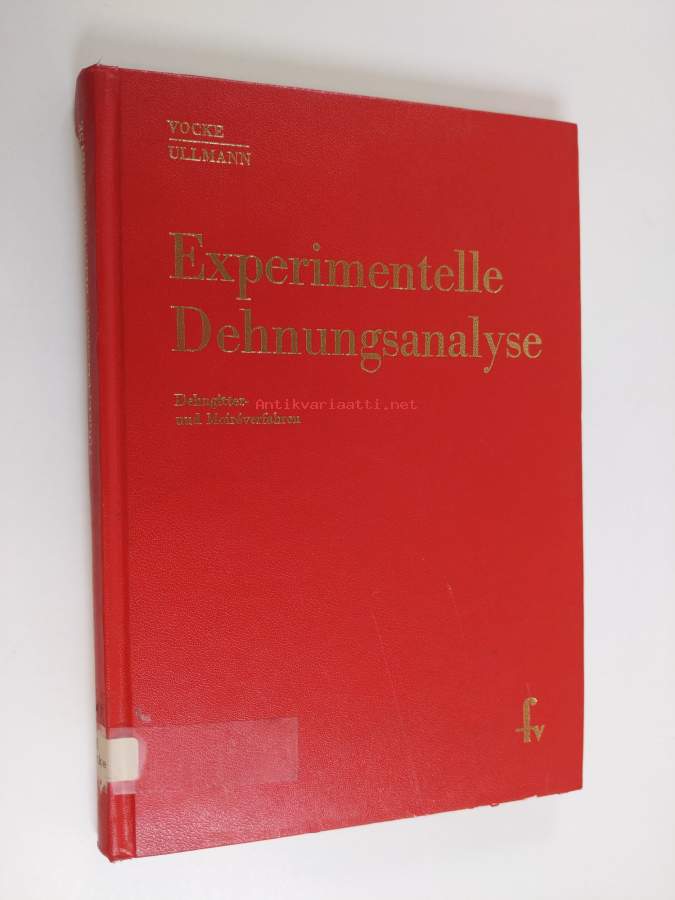 VOCKE
ULLMANN
Experimentelle
Dehnungsanalyse
Dehngitter-
und Moiréverfahren
Antikvariaatti.net
fv